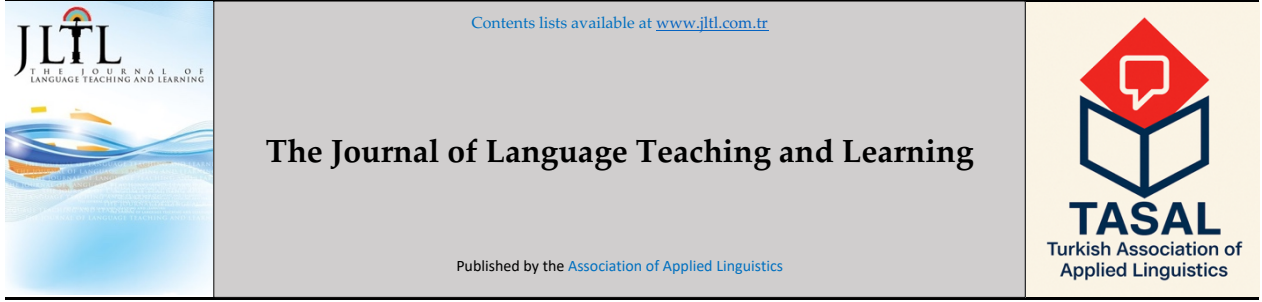 JLTL
THE JOURNAL OF
LANGUAGE TEACHING AND LEARNING
Contents lists available at www.jltl.com.tr
The Journal of Language Teaching and Learning
Published by the Association of Applied Linguistics
TASAL
Turkish Association of
Applied Linguistics